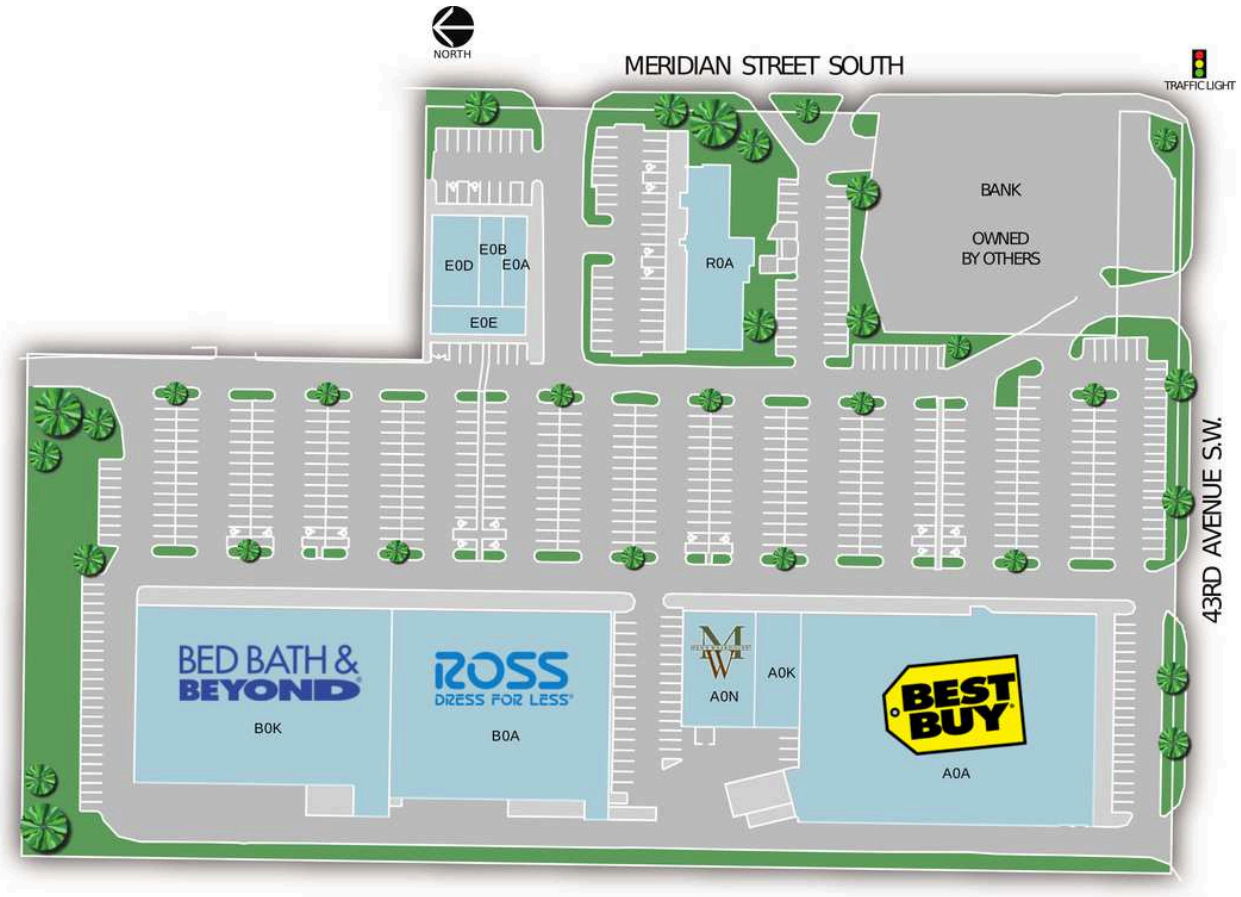 NORTH
MERIDIAN STREET SOUTH
TRAFFIC LIGHT
BANK
OWNED
BY OTHERS
E0D
E0B
E0A
E0E
R0A
43RD AVENUE S.W.
BED BATH &
BEYOND
B0K
ROSS
DRESS FOR LESS
B0A
MW
A0N
A0K
BEST
BUY
A0A